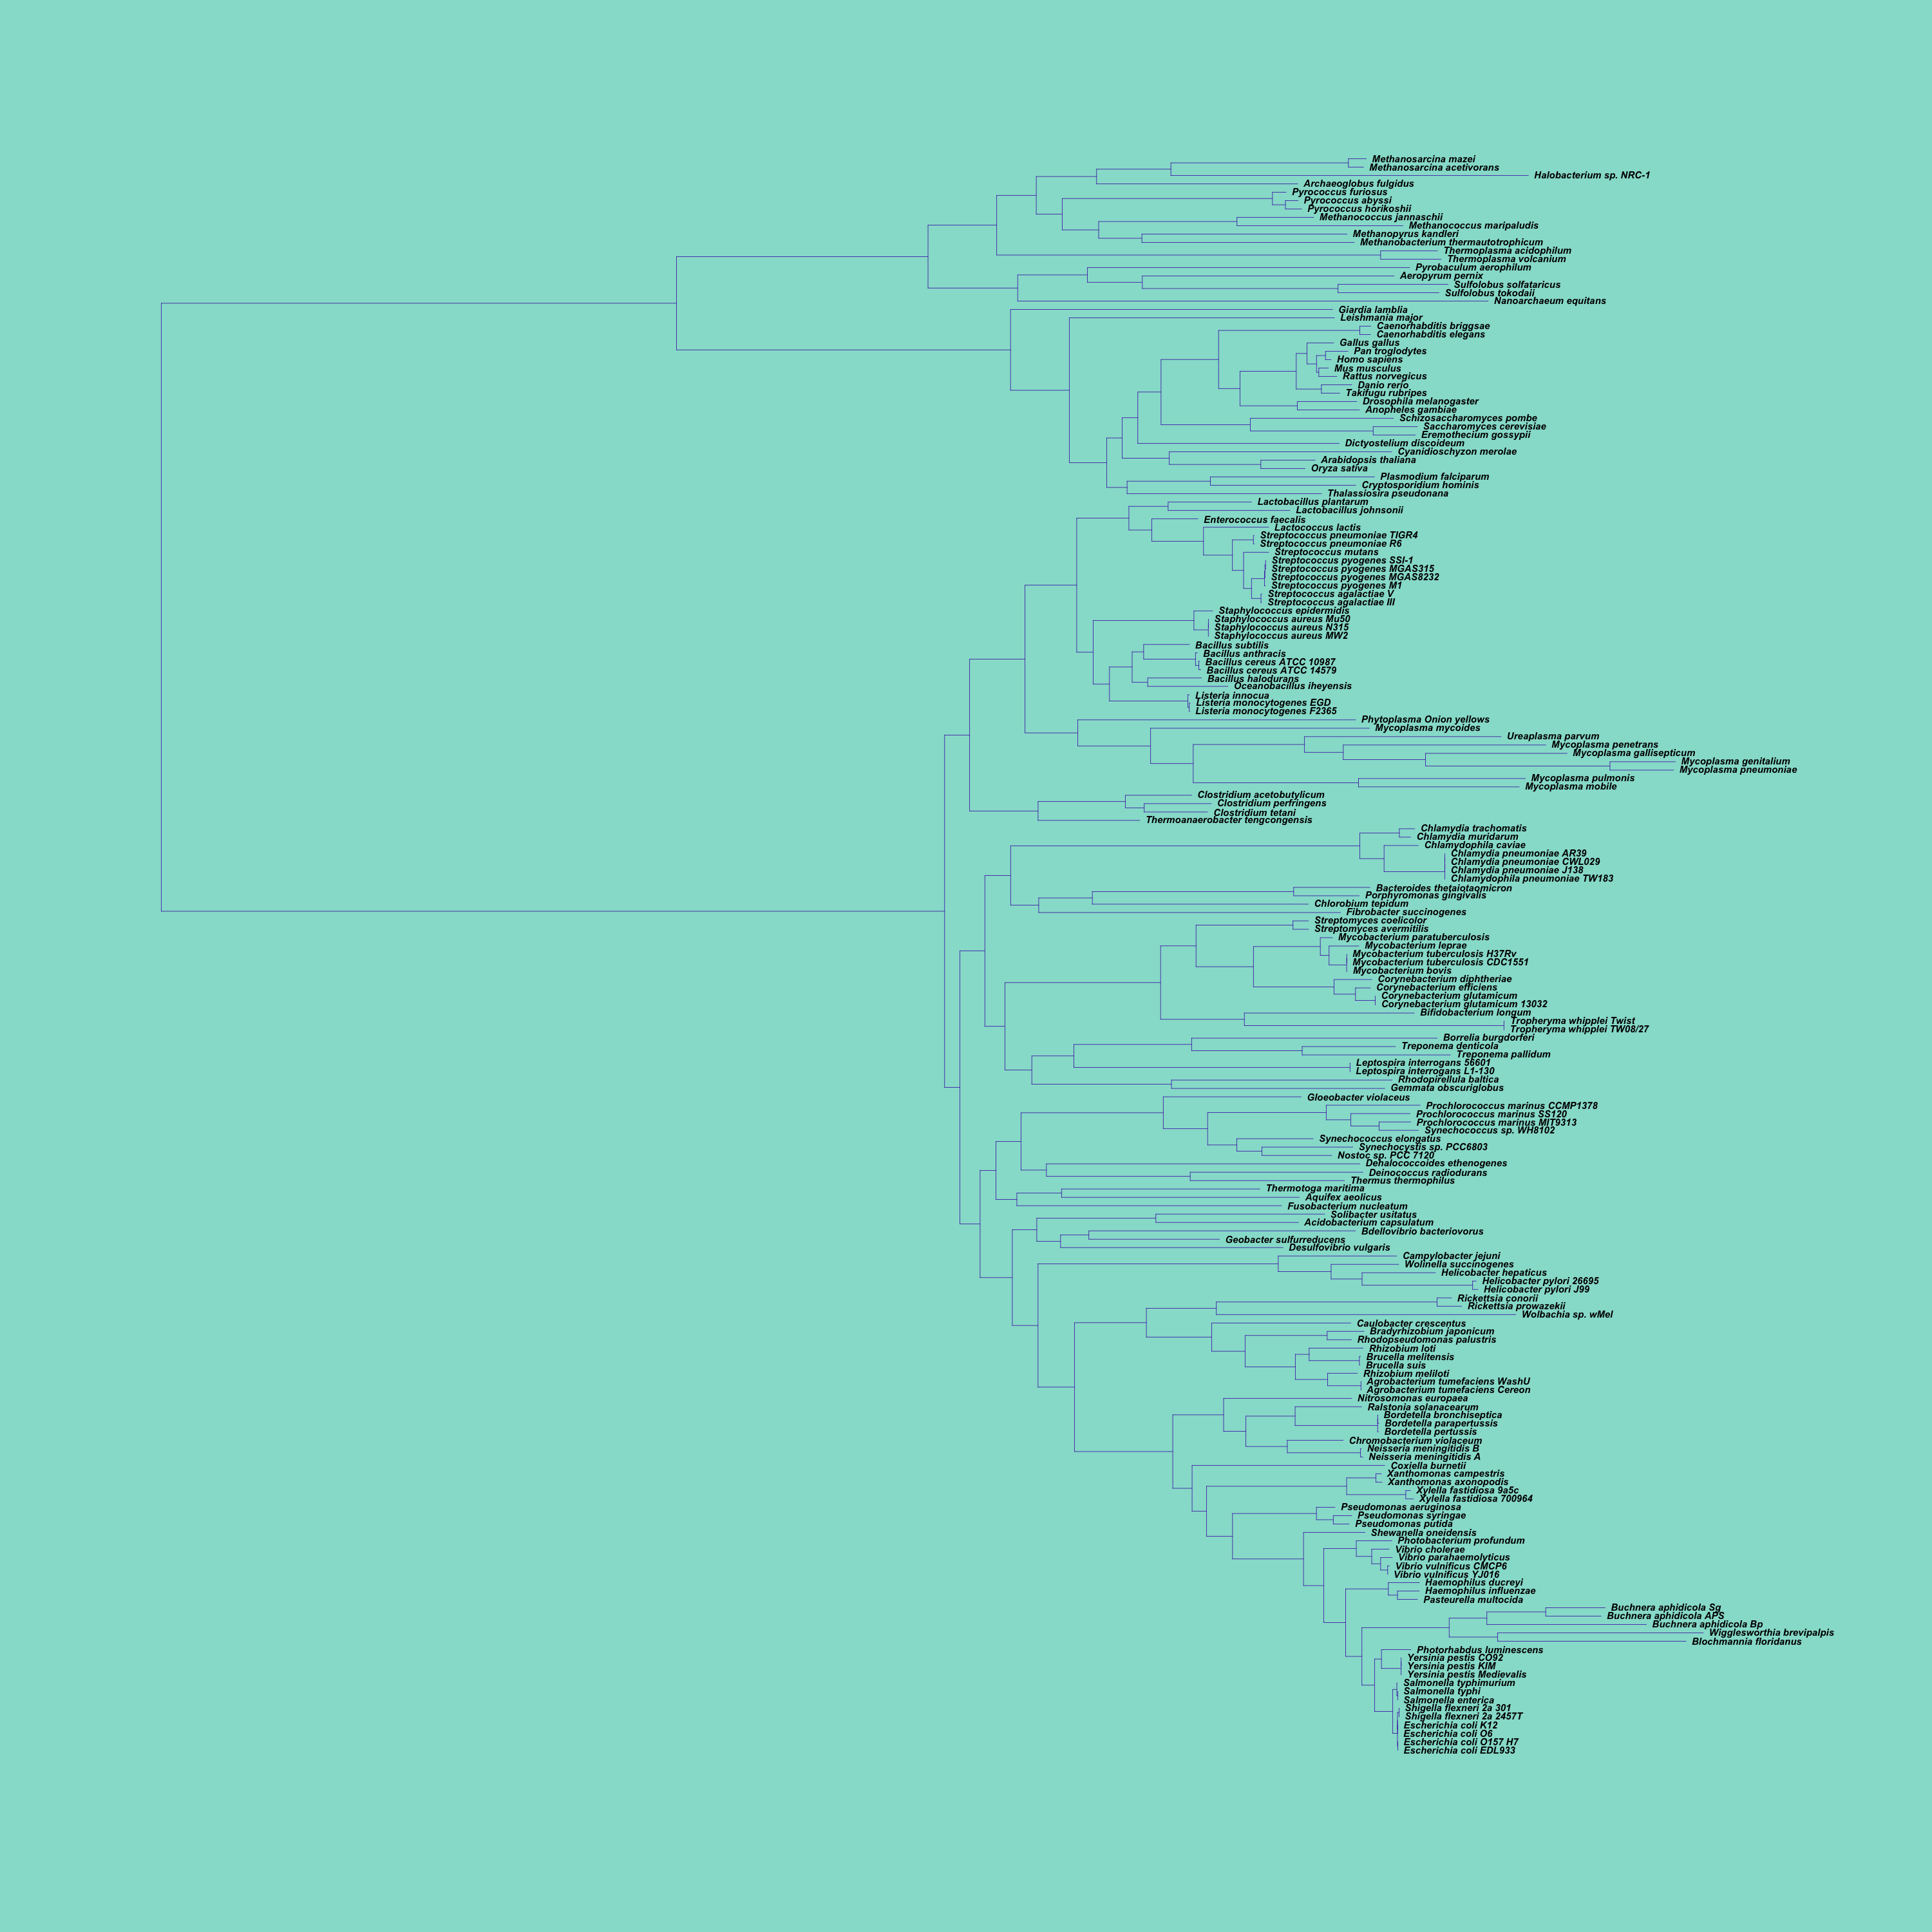 Methanosarcina mazei
Methanosarcina acetivorans
Halobacterium sp. NRC-1
Archaeoglobus fulgidus
Pyrococcus furiosus
Pyrococcus abyssi
Pyrococcus horikoshii
Methanococcus jannaschii
Methanococcus maripaludis
Methanopyrus kandleri
Methanobacterium thermautotrophicum
Thermoplasma acidophilum
Thermoplasma volcanium
Pyrobaculum aerophilum
Aeropyrum pernix
Sulfolobus solfataricus
Sulfolobus tokodaii
Nanoarchaeum equitans
Giardia lamblia
Leishmania major
Caenorhabditis briggsae
Caenorhabditis elegans
Gallus gallus
Pan troglodytes
Homo sapiens
Mus musculus
Rattus norvegicus
Danio rerio
Takifugu rubripes
Drosophila melanogaster
Anopheles gambiae
Schizosaccharomyces pombe
Saccharomyces cerevisiae
Eremothecium gossypii
Dictyostelium discoideum
Cyanidioschyzon merolae
Arabidopsis thaliana
Oryza sativa
Plasmodium falciparum
Cryptosporidium hominis
Thalassiosira pseudonana
Lactobacillus plantarum
Lactobacillus johnsonii
Enterococcus faecalis
Lactococcus lactis
Streptococcus pneumoniae TIGR4
Streptococcus pneumoniae R6
Streptococcus mutans
Streptococcus pyogenes SSI-1
Streptococcus pyogenes MGAS315
Streptococcus pyogenes MGAS8232
Streptococcus pyogenes M1
Streptococcus agalactiae V
Streptococcus agalactiae III
Staphylococcus epidermidis
Staphylococcus aureus Mu50
Staphylococcus aureus N315
Staphylococcus aureus MW2
Bacillus subtilis
Bacillus anthracis
Bacillus cereus ATCC 10987
Bacillus cereus ATCC 14579
Bacillus halodurans
Oceanobacillus iheyensis
Listeria innocua
Listeria monocytogenes EGD
Listeria monocytogenes F2365
Phytoplasma Onion yellows
Mycoplasma mycoides
Ureaplasma parvum
Mycoplasma penetrans
Mycoplasma gallisepticum
Mycoplasma genitalium
Mycoplasma pneumoniae
Mycoplasma pulmonis
Mycoplasma mobile
Clostridium acetobutylicum
Clostridium perfringens
Clostridium tetani
Thermoanaerobacter tengcongensis
Chlamydia trachomatis
Chlamydia muridarum
Chlamydophila caviae
Chlamydia pneumoniae AR39
Chlamydia pneumoniae CWL029
Chlamydia pneumoniae J138
Chlamydophila pneumoniae TW183
Bacteroides thetaiotaomicron
Porphyromonas gingivalis
Chlorobium tepidum
Fibrobacter succinogenes
Streptomyces coelicolor
Streptomyces avermitilis
Mycobacterium paratuberculosis
Mycobacterium leprae
Mycobacterium tuberculosis H37Rv
Mycobacterium tuberculosis CDC1551
Mycobacterium bovis
Corynebacterium diphtheriae
Corynebacterium efficiens
Corynebacterium glutamicum
Corynebacterium glutamicum 13032
Bifidobacterium longum
Tropheryma whipplei Twist
Tropheryma whipplei TW08/27
Borrelia burgdorferi
Treponema denticola
Treponema pallidum
Leptospira interrogans 56601
Leptospira interrogans L1-130
Rhodopirellula baltica
Gemmata obscuriglobus
Gloeobacter violaceus
Prochlorococcus marinus CCMP1378
Prochlorococcus marinus SS120
Prochlorococcus marinus MIT9313
Synechococcus sp. WH8102
Synechococcus elongatus
Synechocystis sp. PCC6803
Nostoc sp. PCC 7120
Dehalococcoides ethenogenes
Deinococcus radiodurans
Thermus thermophilus
Thermotoga maritima
Aquifex aeolicus
Fusobacterium nucleatum
Solibacter usitatus
Acidobacterium capsulatum
Bdellovibrio bacteriovorus
Geobacter sulfurreducens
Desulfovibrio vulgaris
Campylobacter jejuni
Wolinella succinogenes
Helicobacter hepaticus
Helicobacter pylori 26695
Helicobacter pylori J99
Rickettsia conorii
Rickettsia prowazekii
Wolbachia sp. wMel
Caulobacter crescentus
Bradyrhizobium japonicum
Rhodopseudomonas palustris
Rhizobium loti
Brucella melitensis
Brucella suis
Rhizobium meliloti
Agrobacterium tumefaciens WashU
Agrobacterium tumefaciens Cereon
Nitrosomonas europaea
Ralstonia solanacearum
Bordetella bronchiseptica
Bordetella parapertussis
Bordetella pertussis
Chromobacterium violaceum
Neisseria meningitidis B
Neisseria meningitidis A
Coxiella burnetii
Xanthomonas campestris
Xanthomonas axonopodis
Xylella fastidiosa 9a5c
Xylella fastidiosa 700964
Pseudomonas aeruginosa
Pseudomonas syringae
Pseudomonas putida
Shewanella oneidensis
Photobacterium profundum
Vibrio cholerae
Vibrio parahaemolyticus
Vibrio vulnificus CMCP6
Vibrio vulnificus YJ016
Haemophilus ducreyi
Haemophilus influenzae
Pasteurella multocida
Buchnera aphidicola Sg
Buchnera aphidicola APS
Buchnera aphidicola Bp
Wigglesworthia brevipalpis
Blochmannia floridanus
Photorhabdus luminescens
Yersinia pestis CO92
Yersinia pestis KIM
Yersinia pestis Medievalis
Salmonella typhimurium
Salmonella typhi
Salmonella enterica
Shigella flexneri 2a 301
Shigella flexneri 2a 2457T
Escherichia coli K12
Escherichia coli O6
Escherichia coli O157 H7
Escherichia coli EDL933